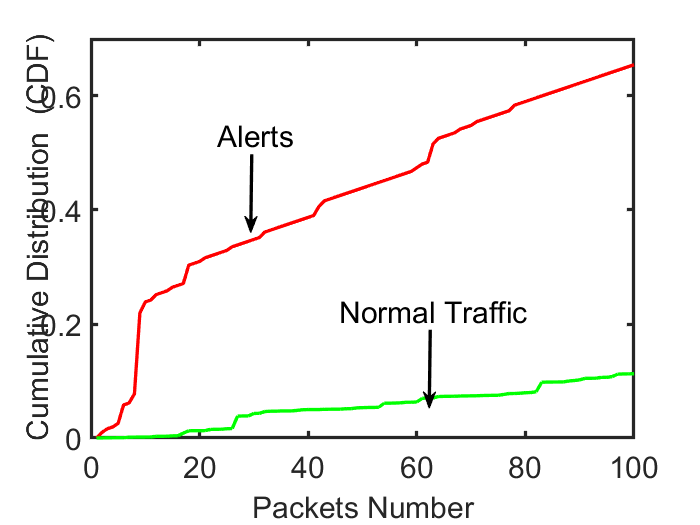 Cumulative Distribution (CDF)
0.6
0.4
0.2
0
Alerts
Normal Traffic
0 20 40 60 80 100
Packets Number